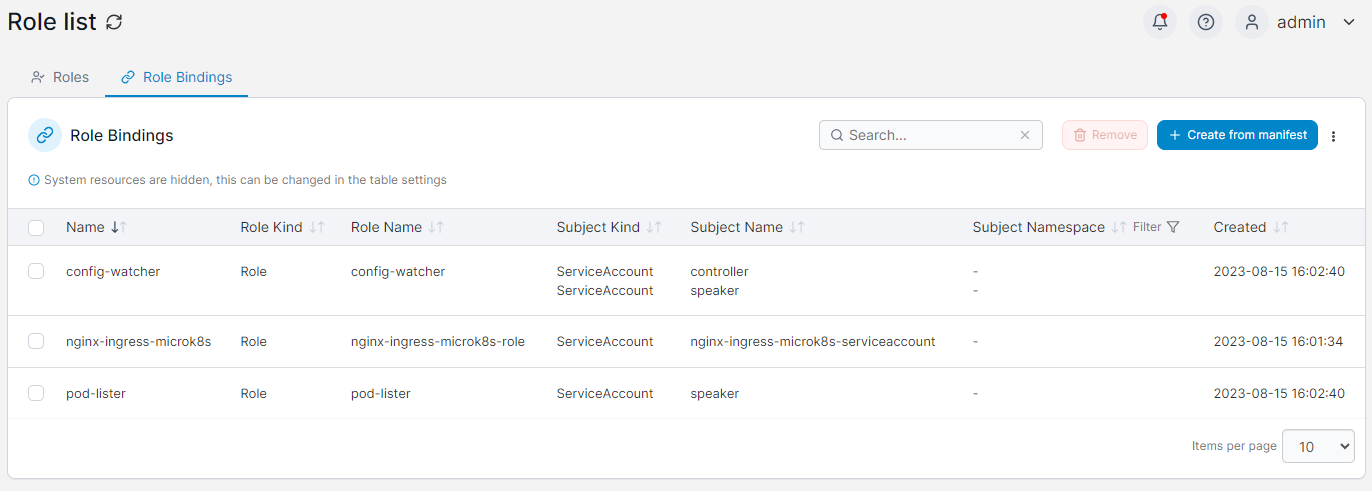 Role list
admin
Roles Role Bindings
Role Bindings Search... Remove Create from manifest
System resources are hidden, this can be changed in the table settings
Name Role Kind Role Name Subject Kind Subject Name Subject Namespace Filter Created
config-watcher Role config-watcher ServiceAccount controller - 2023-08-15 16:02:40
ServiceAccount speaker -
nginx-ingress-microk8s Role nginx-ingress-microk8s-role ServiceAccount nginx-ingress-microk8s-serviceaccount - 2023-08-15 16:01:34
pod-lister Role pod-lister ServiceAccount speaker - 2023-08-15 16:02:40
Items per page 10